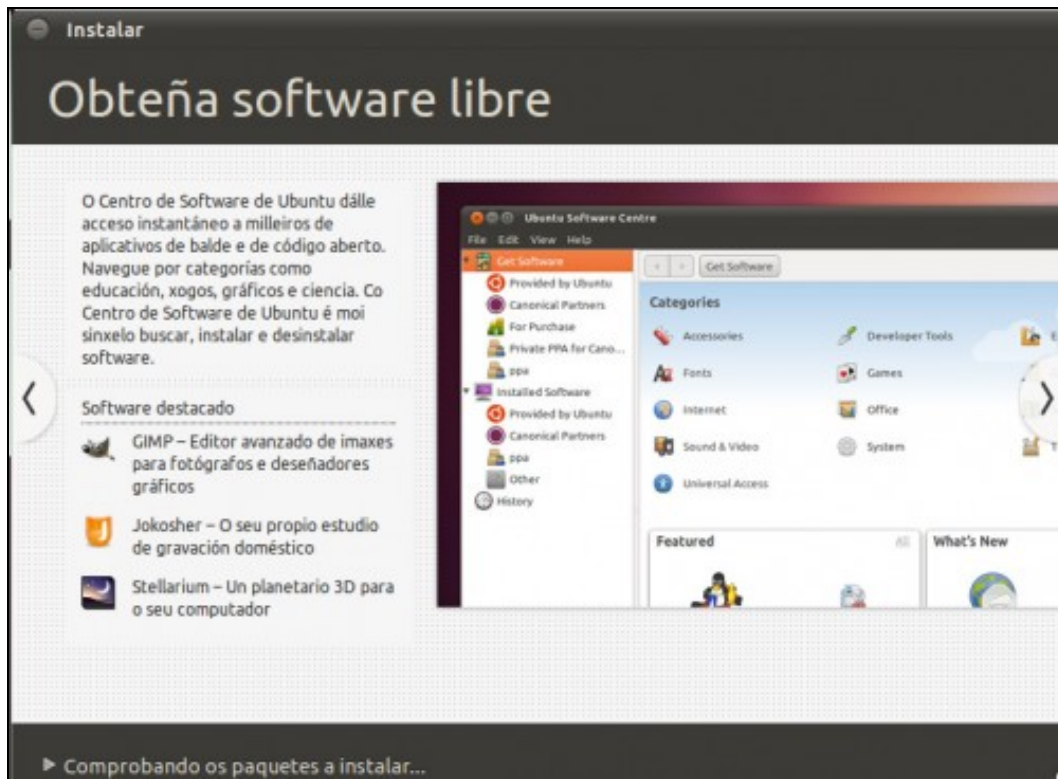 Instalar
Obteña software libre
O Centro de Software de Ubuntu dálle
acceso instantáneo a milleiros de
aplicativos de balde e de código aberto.
Navegue por categorías como
educación, xogos, gráficos e ciencia. Co
Centro de Software de Ubuntu é moi
sinxelo buscar, instalar e desinstalar
software.
Software destacado
GIMP – Editor avanzado de imaxes
para fotógrafos e deseñadores
gráficos
Jokosher – O seu propio estudio
de gravación doméstico
Stellarium – Un planetario 3D para
o seu computador
Ubuntu Software Centre
File Edit View Help
Get Software
Provided by Ubuntu
Canonical Partners
For Purchase
Private PPA for Cano...
ppa
Installed Software
Provided by Ubuntu
Canonical Partners
ppa
Other
History
Get Software
Categories
Accessories
Developer Tools
Fonts
Games
Internet
Office
Sound & Video
System
Universal Access
Featured
All
What's New
Comprobando os paquetes a instalar...